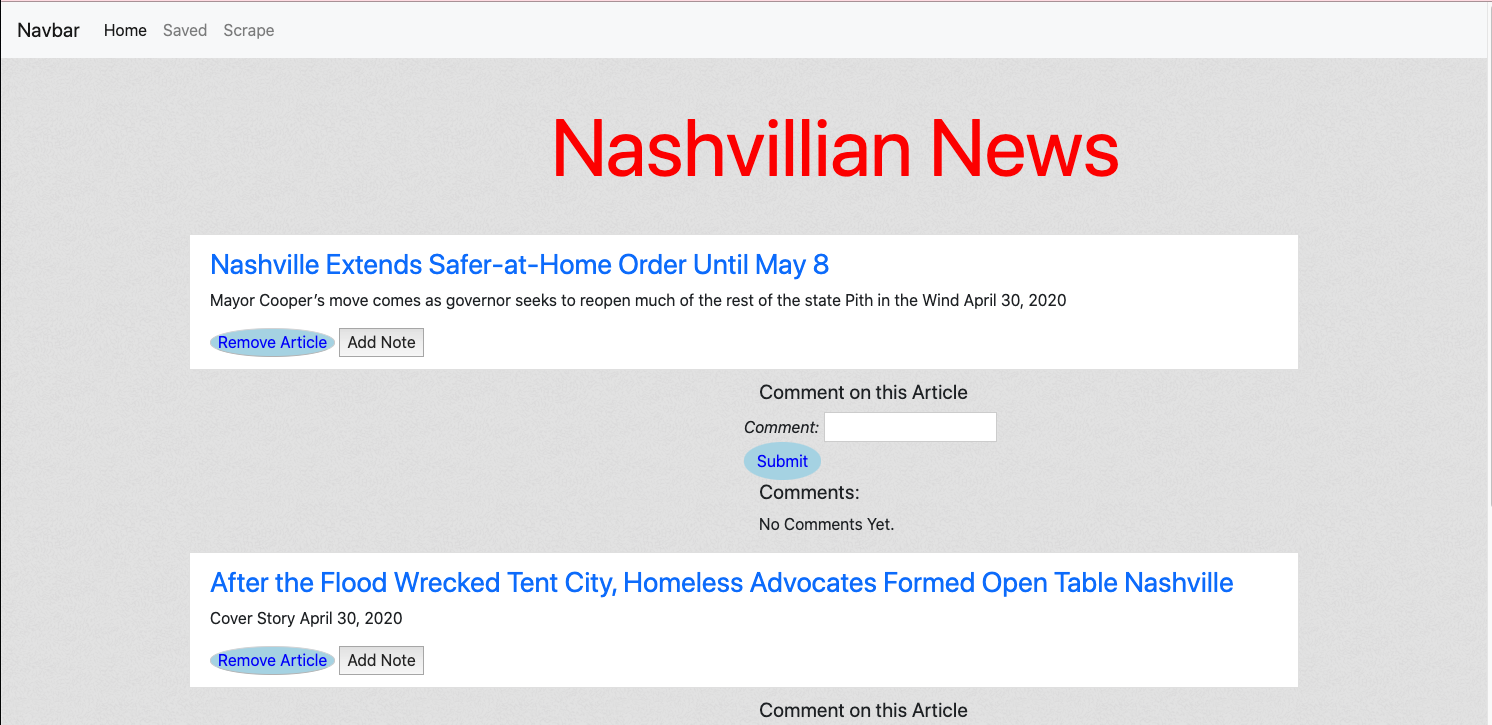 Navbar Home Saved Scrape
Nashvillian News
Nashville Extends Safer-at-Home Order Until May 8
Mayor Cooper’s move comes as governor seeks to reopen much of the rest of the state Pith in the Wind April 30, 2020
Remove Article Add Note
Comment on this Article
Comment:
Submit
Comments:
No Comments Yet.
After the Flood Wrecked Tent City, Homeless Advocates Formed Open Table Nashville
Cover Story April 30, 2020
Remove Article Add Note
Comment on this Article